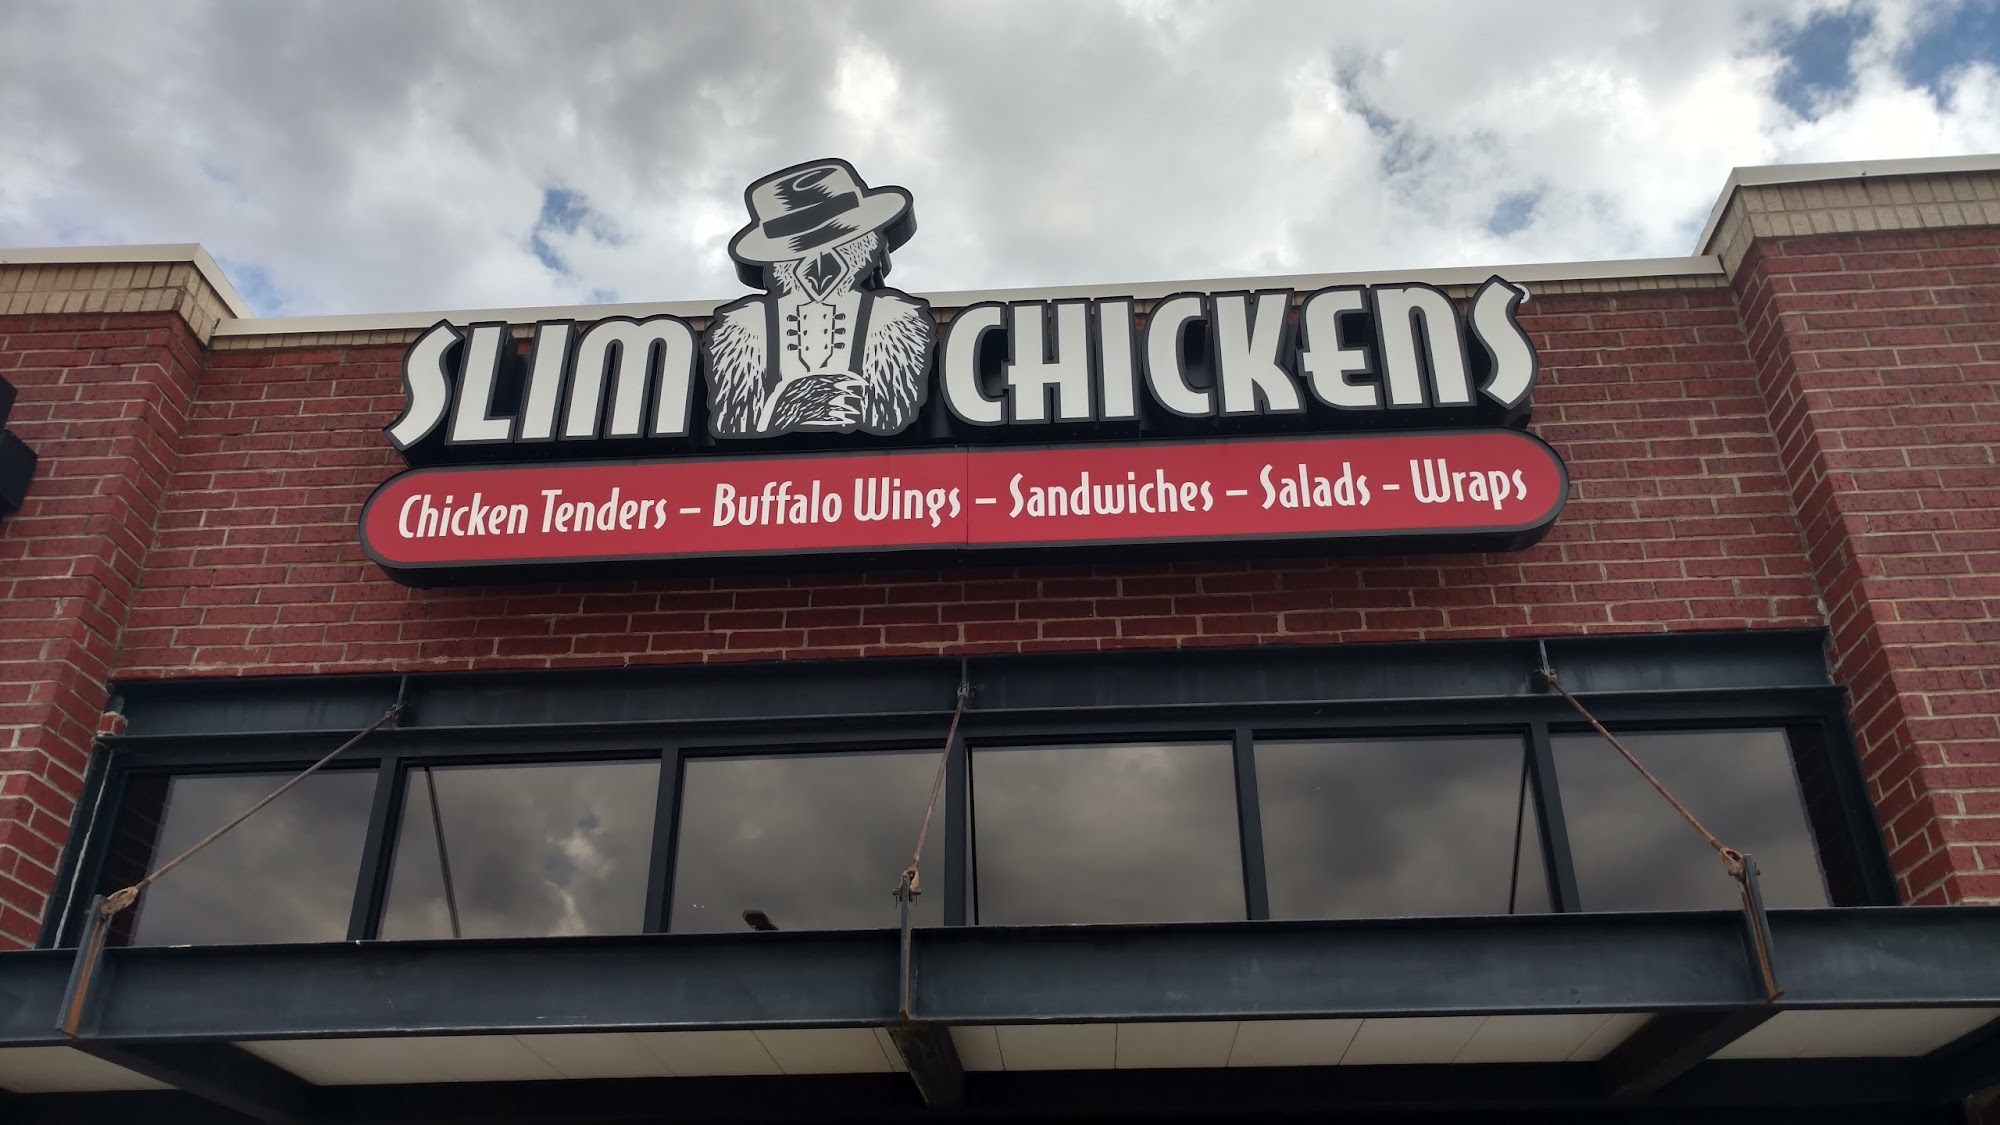 SLIM CHICKENS
Chicken Tenders – Buffalo Wings – Sandwiches – Salads - Wraps